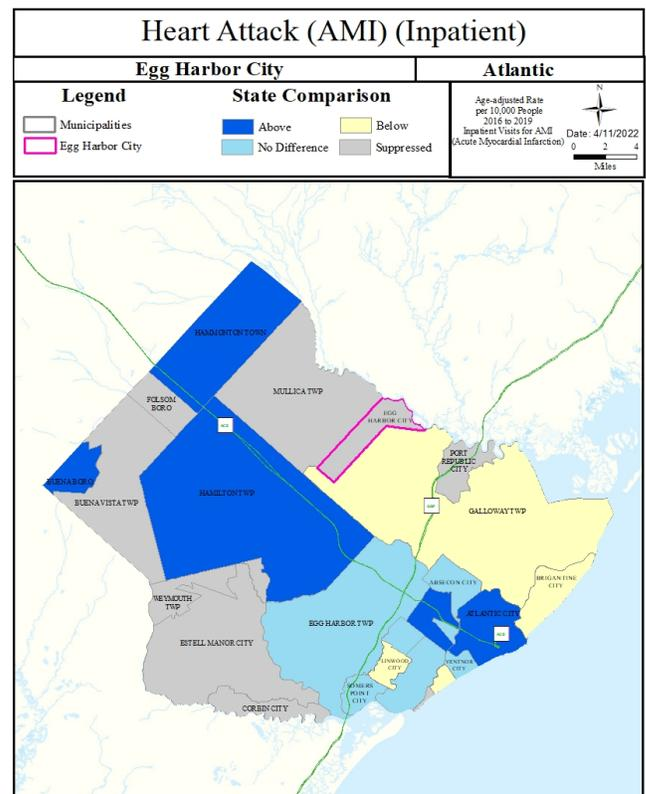 Heart Attack (AMI) (Inpatient)
Egg Harbor City
Atlantic
Legend
Municipalities
Egg Harbor City
State Comparison
Above
Below
No Difference
Suppressed
Age-adjusted Rate
per 10,000 People
2016 to 2019
Inpatient Visits for AMI
(Acute Myocardial Infarction)
N
Date: 4/11/2022
0 2 4
Miles
HAMMONTON TOWN
MULLICA TWP
FOLSOM
BORO
EGG
HARBOR CITY
PORT
REPUBLIC
CITY
BUENA BORO
HAMILTON TWP
BUENA VISTA TWP
GALLOWAY TWP
ABSECON CITY
BRIGANTINE
CITY
WEYMOUTH
TWP
ATLANTIC CITY
EGG HARBOR TWP
ESTELL MANOR CITY
LINWOOD
CITY
VENTNOR
CITY
SOMERS
POINT
CITY
CORBIN CITY